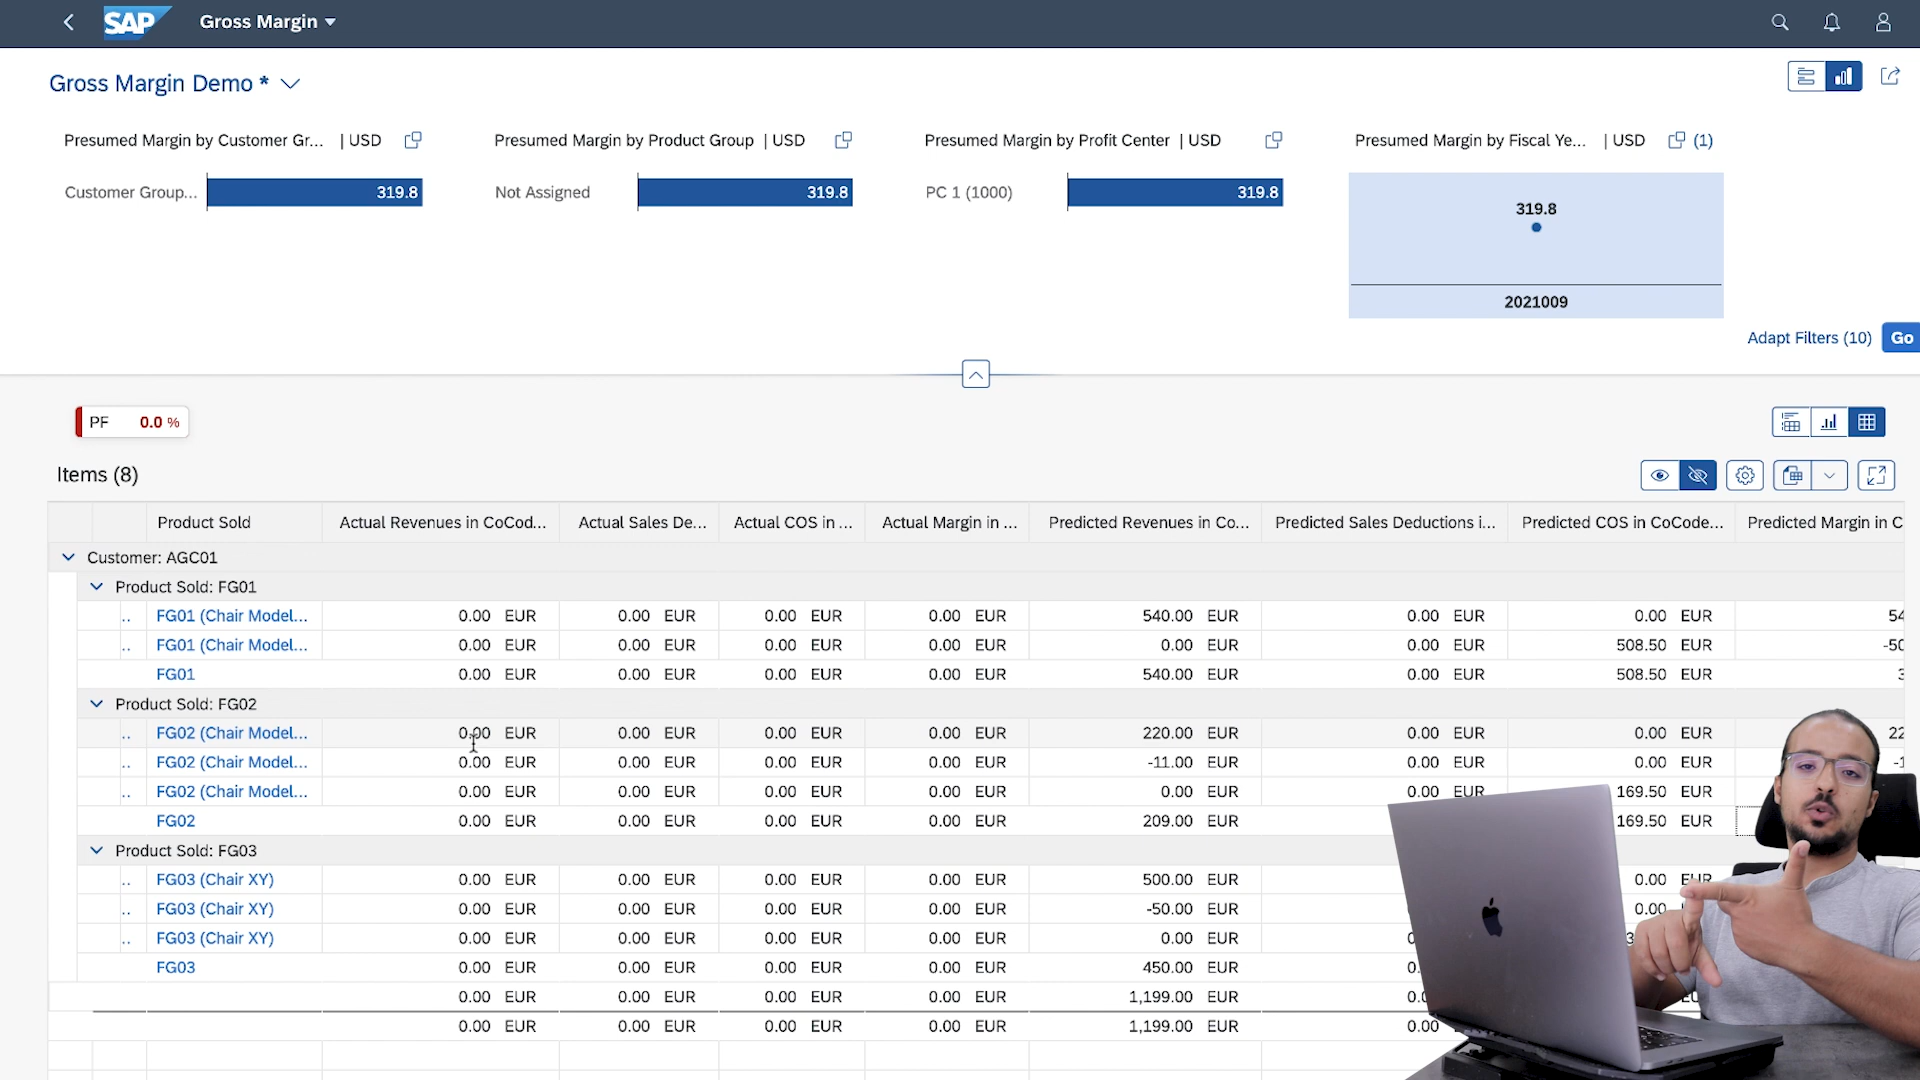 SAP Gross Margin
Gross Margin Demo *
Presumed Margin by Customer Gr... | USD Presumed Margin by Product Group | USD Presumed Margin by Profit Center | USD Presumed Margin by Fiscal Ye... | USD (1)
Customer Group... 319.8 Not Assigned 319.8 PC 1 (1000) 319.8 319.8
2021009
Adapt Filters (10) Go
PF 0.0 %
Items (8)
Product Sold Actual Revenues in CoCod... Actual Sales De... Actual COS in ... Actual Margin in ... Predicted Revenues in Co... Predicted Sales Deductions i... Predicted COS in CoCode... Predicted Margin in C
Customer: AGC01
Product Sold: FG01
.. FG01 (Chair Model... 0.00 EUR 0.00 EUR 0.00 EUR 0.00 EUR 540.00 EUR 0.00 EUR 0.00 EUR 54
.. FG01 (Chair Model... 0.00 EUR 0.00 EUR 0.00 EUR 0.00 EUR 0.00 EUR 0.00 EUR 508.50 EUR -50
FG01 0.00 EUR 0.00 EUR 0.00 EUR 0.00 EUR 540.00 EUR 0.00 EUR 508.50 EUR 3
Product Sold: FG02
.. FG02 (Chair Model... 0.00 EUR 0.00 EUR 0.00 EUR 0.00 EUR 220.00 EUR 0.00 EUR 0.00 EUR 22
.. FG02 (Chair Model... 0.00 EUR 0.00 EUR 0.00 EUR 0.00 EUR -11.00 EUR 0.00 EUR 0.00 EUR -1
.. FG02 (Chair Model... 0.00 EUR 0.00 EUR 0.00 EUR 0.00 EUR 0.00 EUR 0.00 EUR 169.50 EUR
FG02 0.00 EUR 0.00 EUR 0.00 EUR 0.00 EUR 209.00 EUR 169.50 EUR
Product Sold: FG03
.. FG03 (Chair XY) 0.00 EUR 0.00 EUR 0.00 EUR 0.00 EUR 500.00 EUR 0.00 EUR
.. FG03 (Chair XY) 0.00 EUR 0.00 EUR 0.00 EUR 0.00 EUR -50.00 EUR 0.00
.. FG03 (Chair XY) 0.00 EUR 0.00 EUR 0.00 EUR 0.00 EUR 0.00 EUR
FG03 0.00 EUR 0.00 EUR 0.00 EUR 0.00 EUR 450.00 EUR
0.00 EUR 0.00 EUR 0.00 EUR 0.00 EUR 1,199.00 EUR
0.00 EUR 0.00 EUR 0.00 EUR 0.00 EUR 1,199.00 EUR 0.00